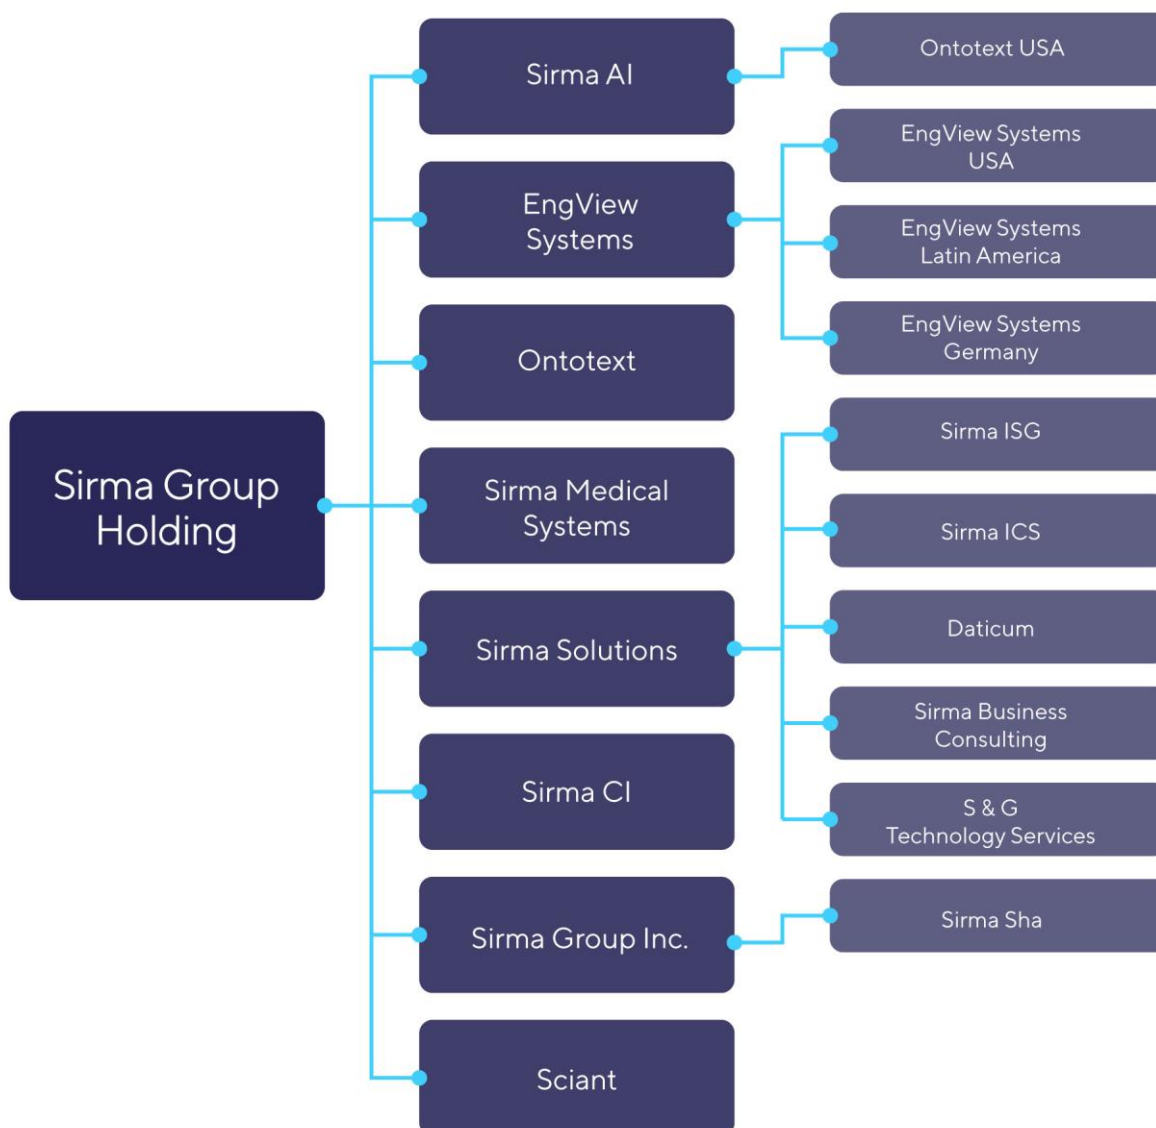 Sirma Group
Holding
Sirma AI
EngView
Systems
Ontotext
Sirma Medical
Systems
Sirma Solutions
Sirma CI
Sirma Group Inc.
Sciant
Ontotext USA
EngView Systems
USA
EngView Systems
Latin America
EngView Systems
Germany
Sirma ISG
Sirma ICS
Daticum
Sirma Business
Consulting
S & G
Technology Services
Sirma Sha